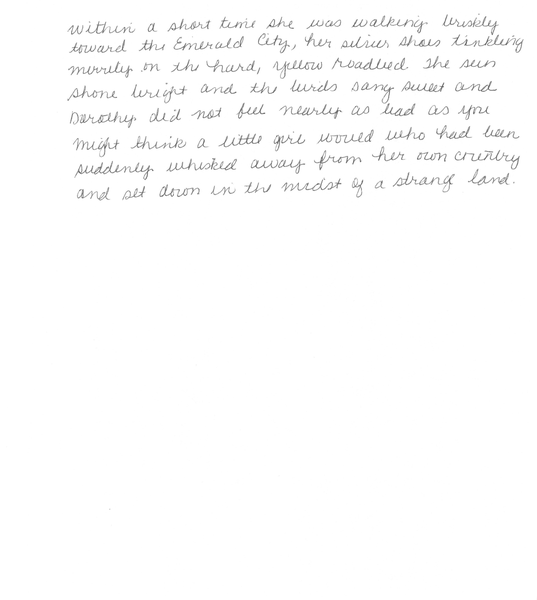 Within a short time she was walking briskly
toward the Emerald City, her silver shoes tinkling
merrily on the hard, yellow roadbed. The sun
shone bright and the birds sang sweet and
Dorothy did not feel nearly as bad as you
might think a little girl would who had been
suddenly whisked away from her own country
and set down in the midst of a strange land.